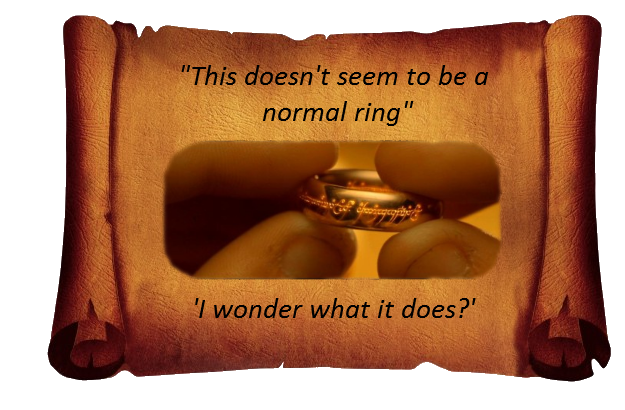 "This doesn't seem to be a
normal ring"
'I wonder what it does?'